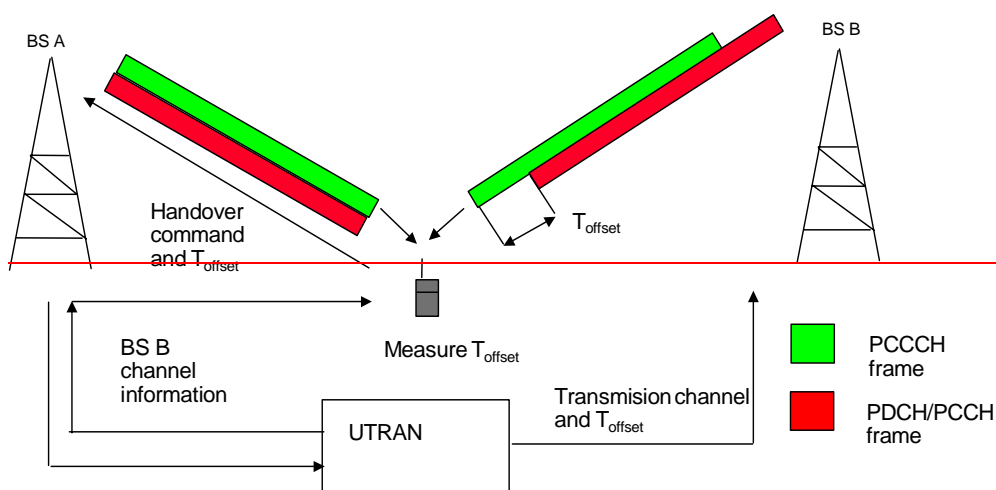 BS A
BS B
Handover
command
and Toffset
Toffset
Measure Toffset
BS B
channel
information
UTRAN
Transmision channel
and Toffset
PCCCH
frame
PDCH/PCCH
frame